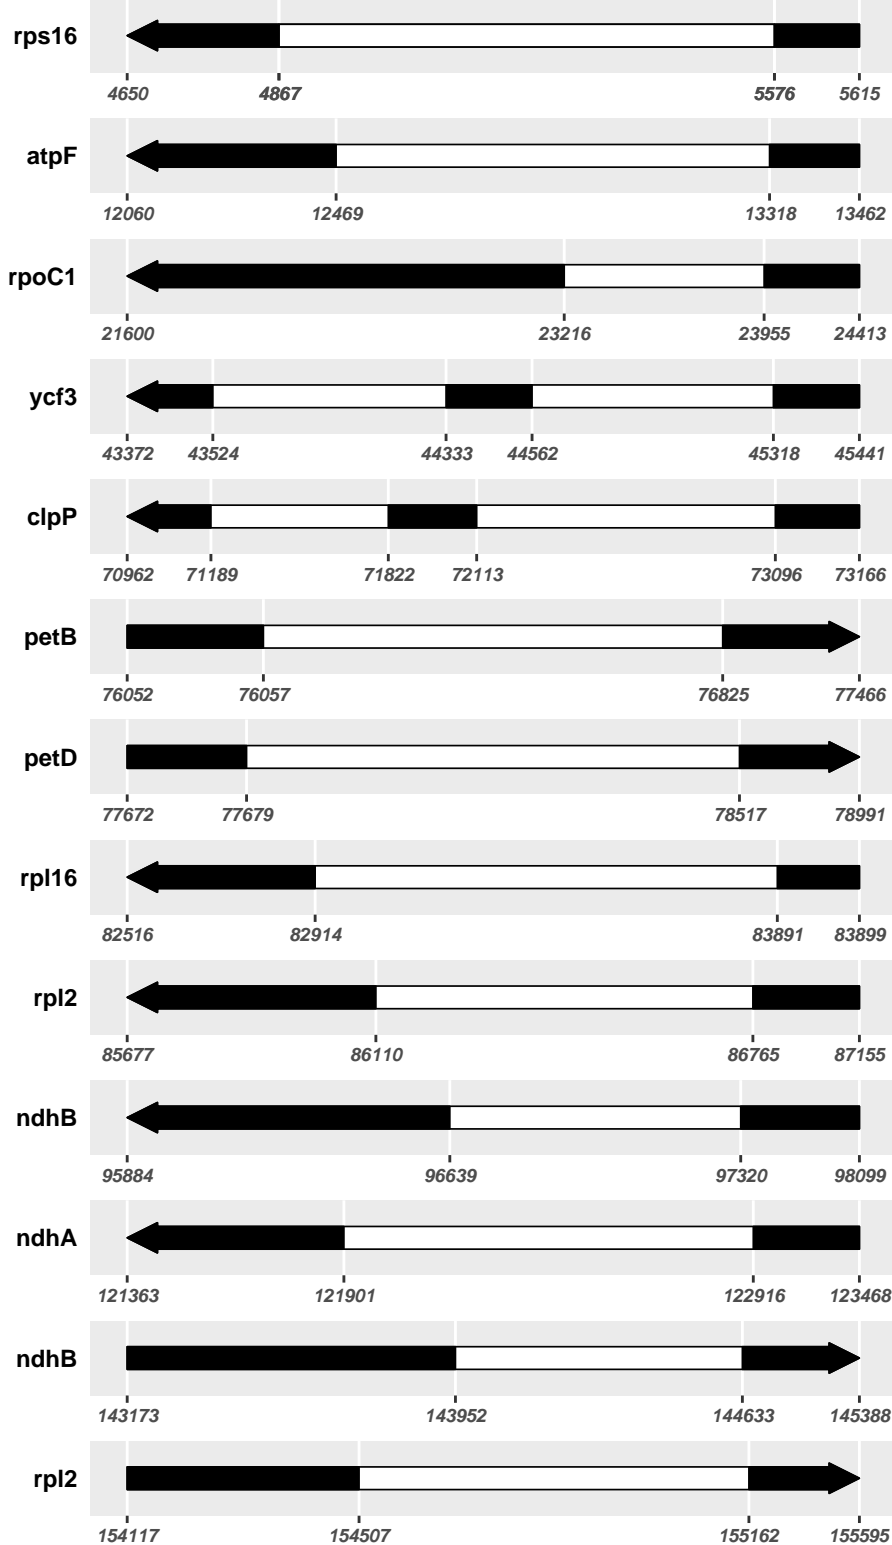 rps16
4650 4867 5576 5615
atpF
12060 12469 13318 13462
rpoC1
21600 23216 23955 24413
ycf3
43372 43524 44333 44562 45318 45441
clpP
70962 71189 71822 72113 73096 73166
petB
76052 76057 76825 77466
petD
77672 77679 78517 78991
rpl16
82516 82914 83891 83899
rpl2
85677 86110 86765 87155
ndhB
95884 96639 97320 98099
ndhA
121363 121901 122916 123468
ndhB
143173 143952 144633 145388
rpl2
154117 154507 155162 155595